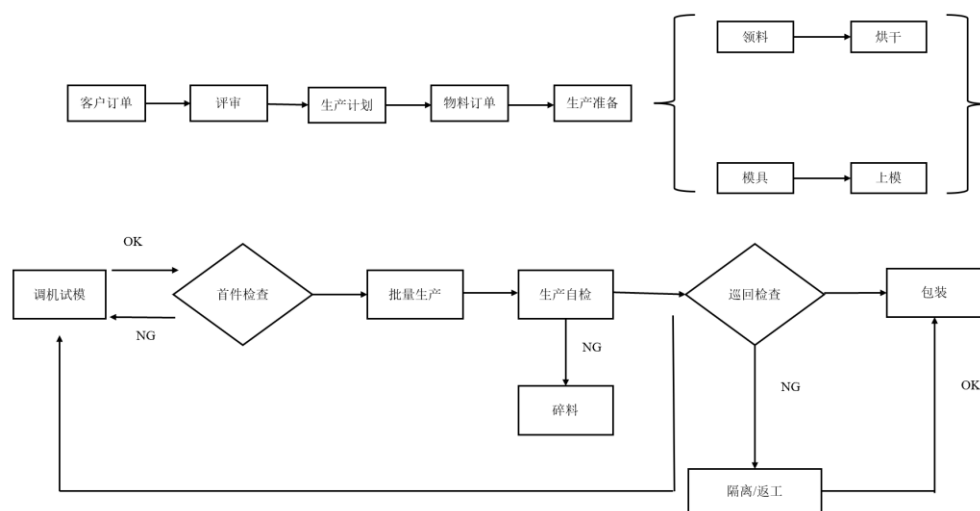 领料
烘干
客户订单
评审
生产计划
物料订单
生产准备
模具
上模
OK
调机试模
首件检查
批量生产
生产自检
巡回检查
包装
NG
NG
NG
OK
碎料
隔离/返工